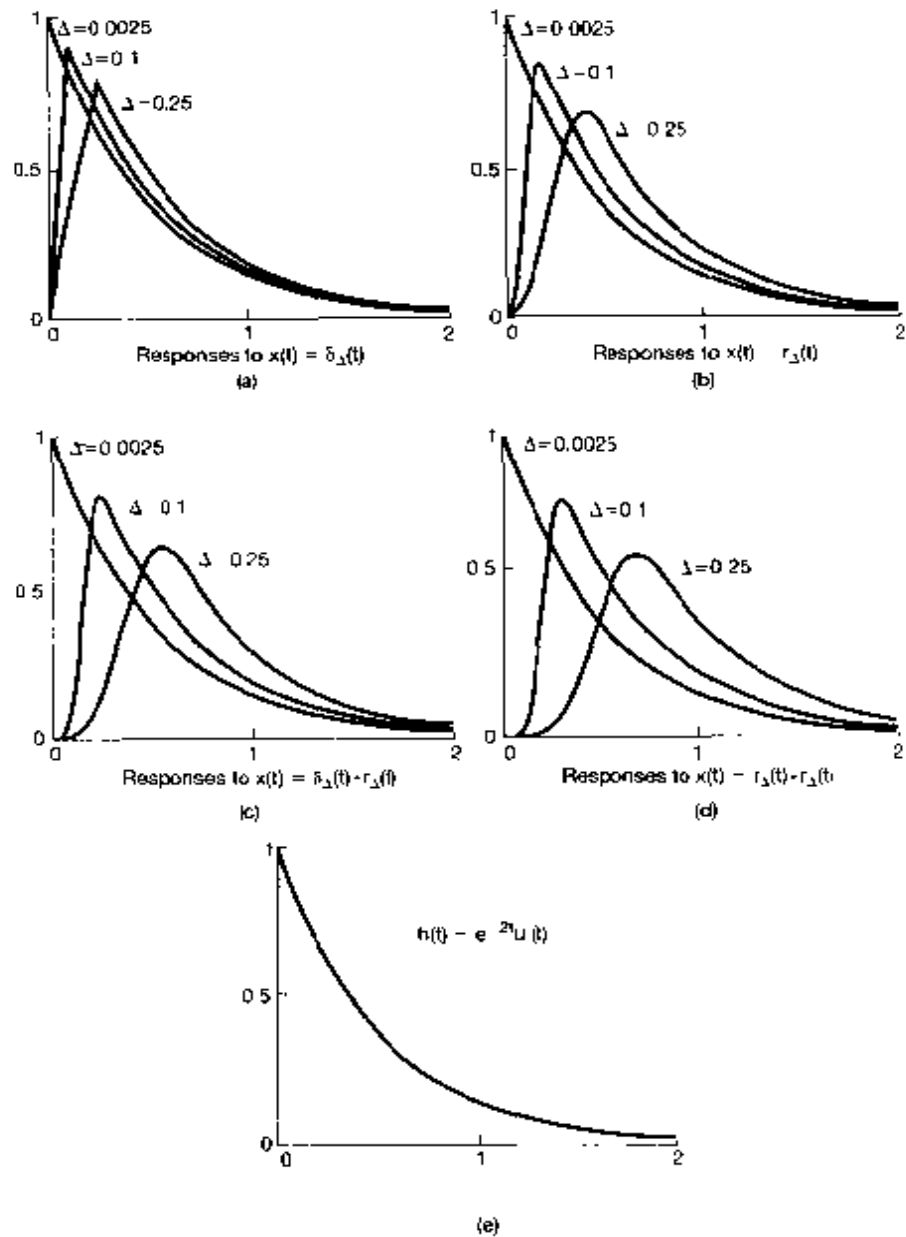 1
Δ=0.0025
Δ=0.1
Δ=0.25
0.5
0
0
1
2
Responses to x(t) = δΔ(t)
(a)
1
Δ=0.0025
Δ–0.1
Δ 0.25
0.5
0
0
1
2
Responses to x(t) rΔ(t)
(b)
1
Δ=0.0025
Δ 0.1
Δ 0.25
0.5
0
0
1
2
Responses to x(t) = δΔ(t)*rΔ(t)
(c)
1
Δ=0.0025
Δ=0.1
Δ=0.25
0.5
0
0
1
2
Responses to x(t) – rΔ(t)*rΔ(t)
(d)
1
h(t) – e⁻²ᵗu(t)
0.5
0
0
1
2
(e)